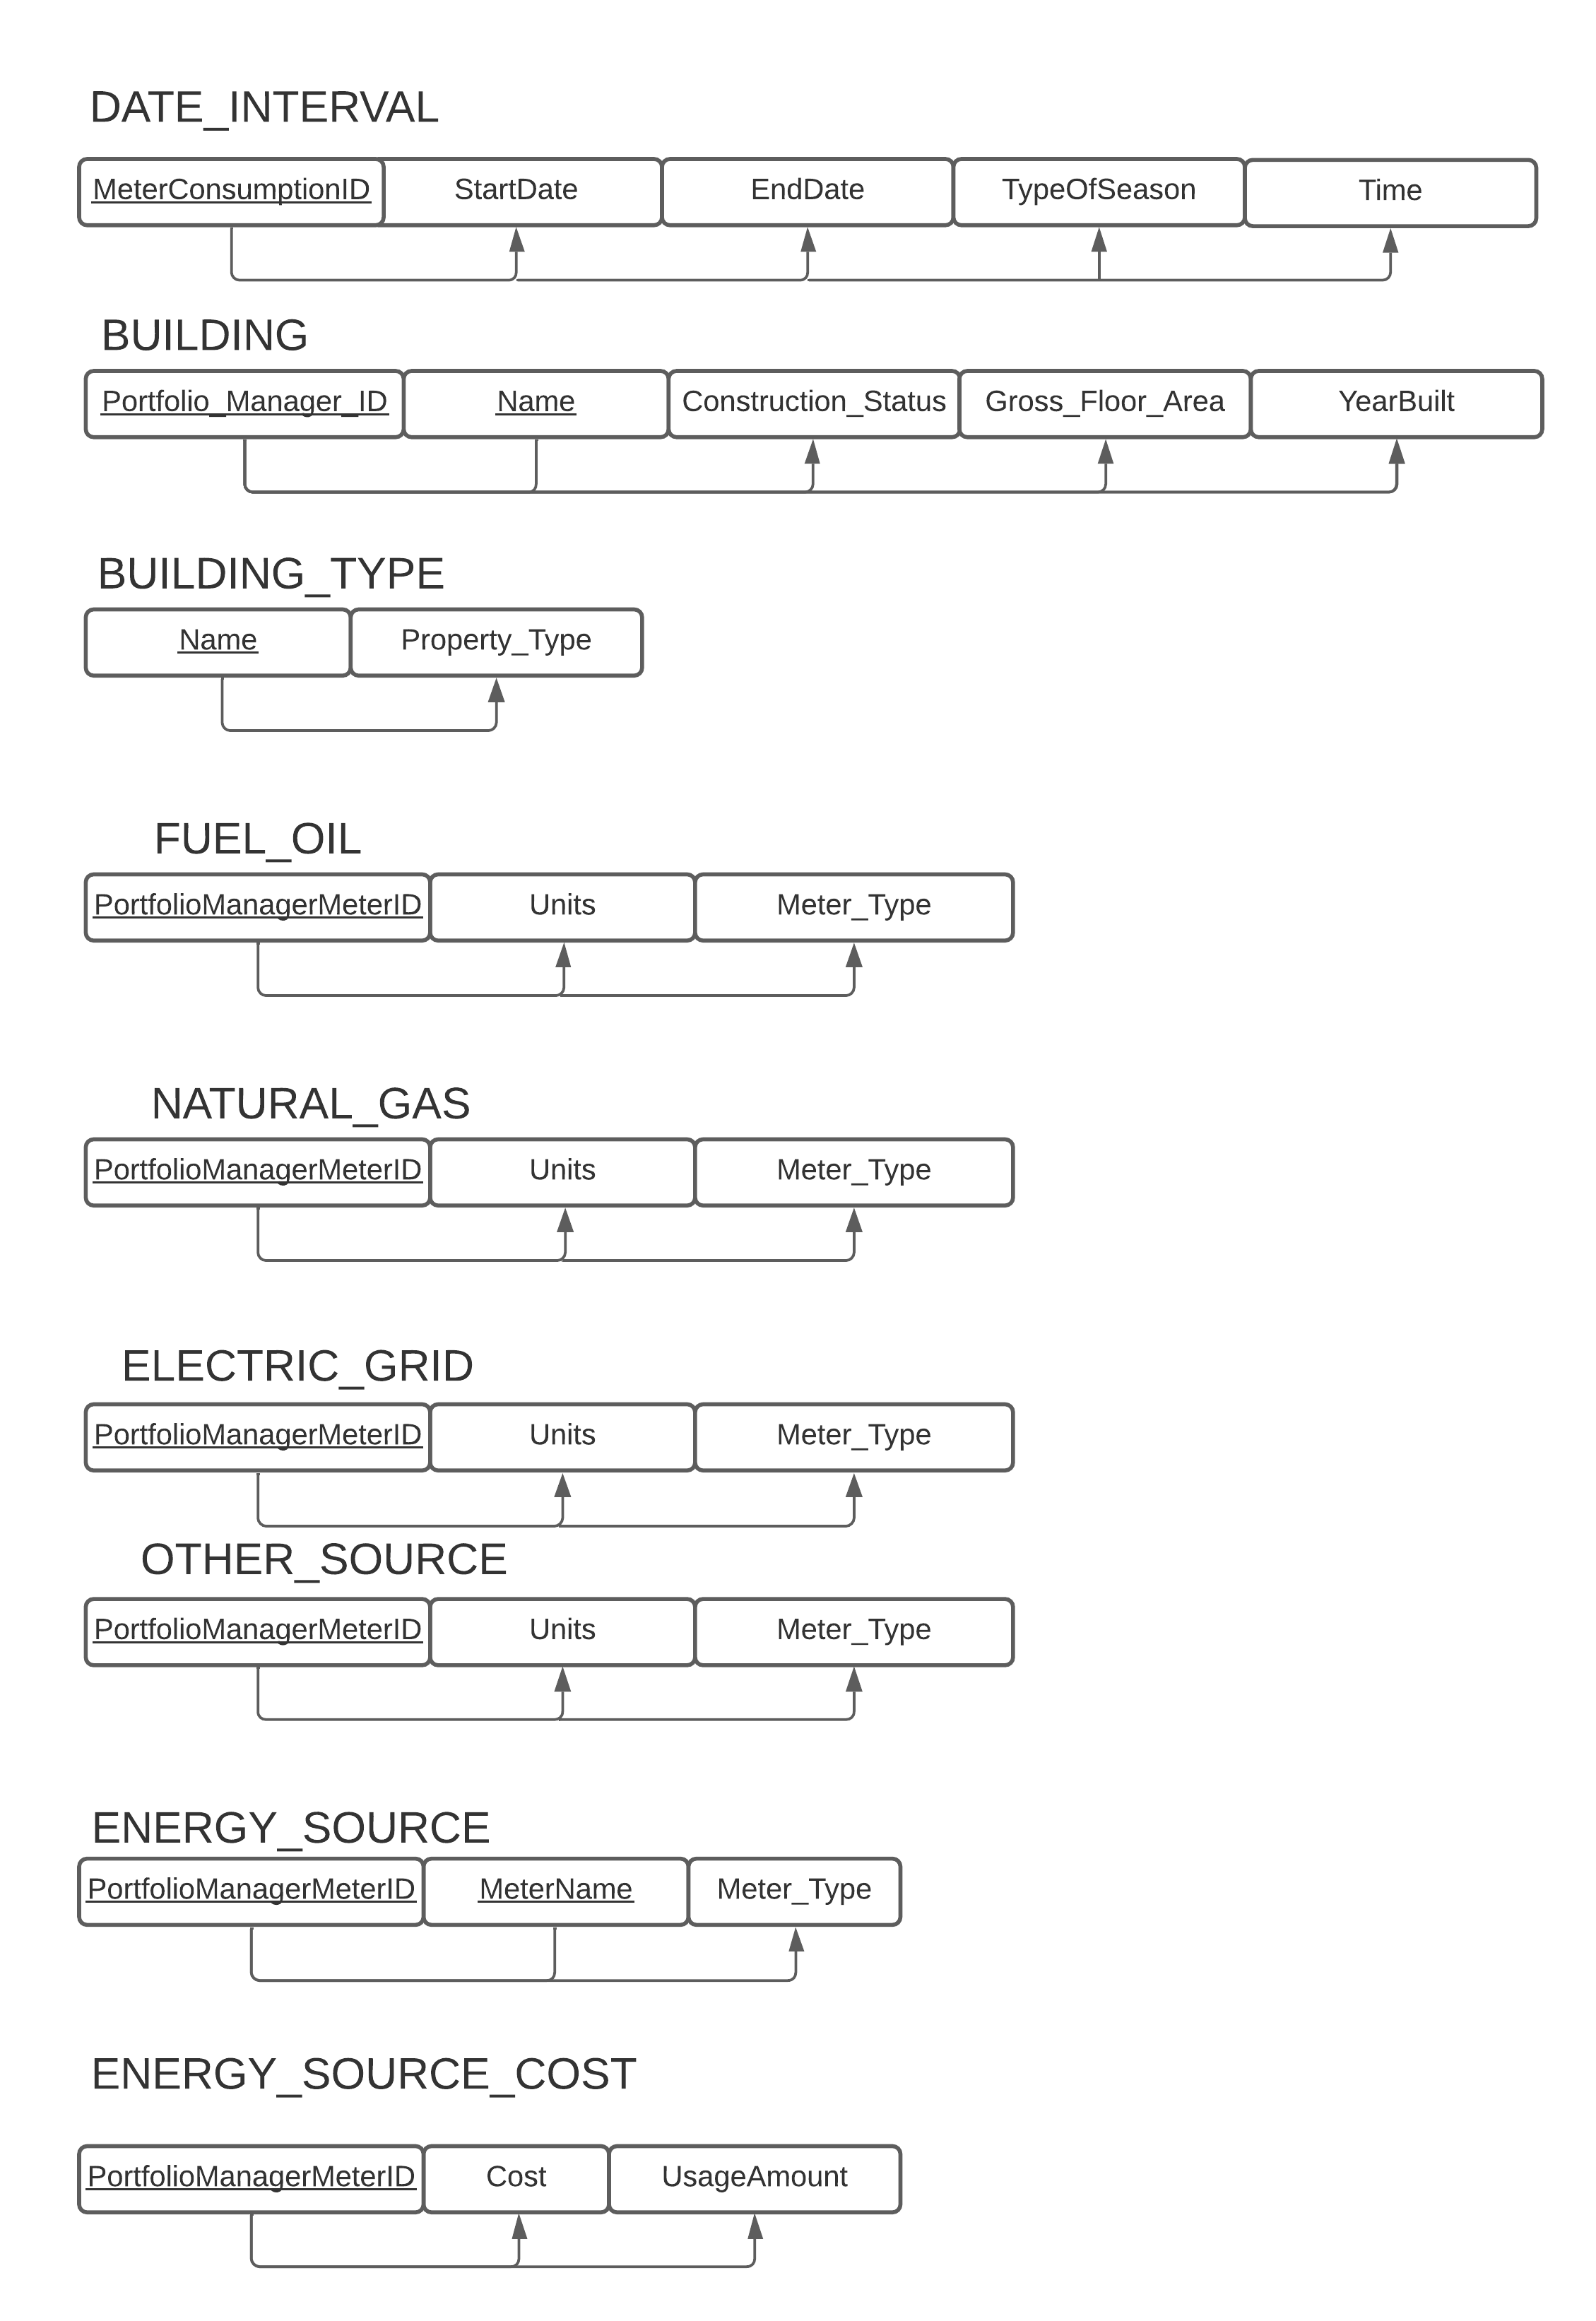 DATE_INTERVAL
MeterConsumptionID StartDate EndDate TypeOfSeason Time
BUILDING
Portfolio_Manager_ID Name Construction_Status Gross_Floor_Area YearBuilt
BUILDING_TYPE
Name Property_Type
FUEL_OIL
PortfolioManagerMeterID Units Meter_Type
NATURAL_GAS
PortfolioManagerMeterID Units Meter_Type
ELECTRIC_GRID
PortfolioManagerMeterID Units Meter_Type
OTHER_SOURCE
PortfolioManagerMeterID Units Meter_Type
ENERGY_SOURCE
PortfolioManagerMeterID MeterName Meter_Type
ENERGY_SOURCE_COST
PortfolioManagerMeterID Cost UsageAmount